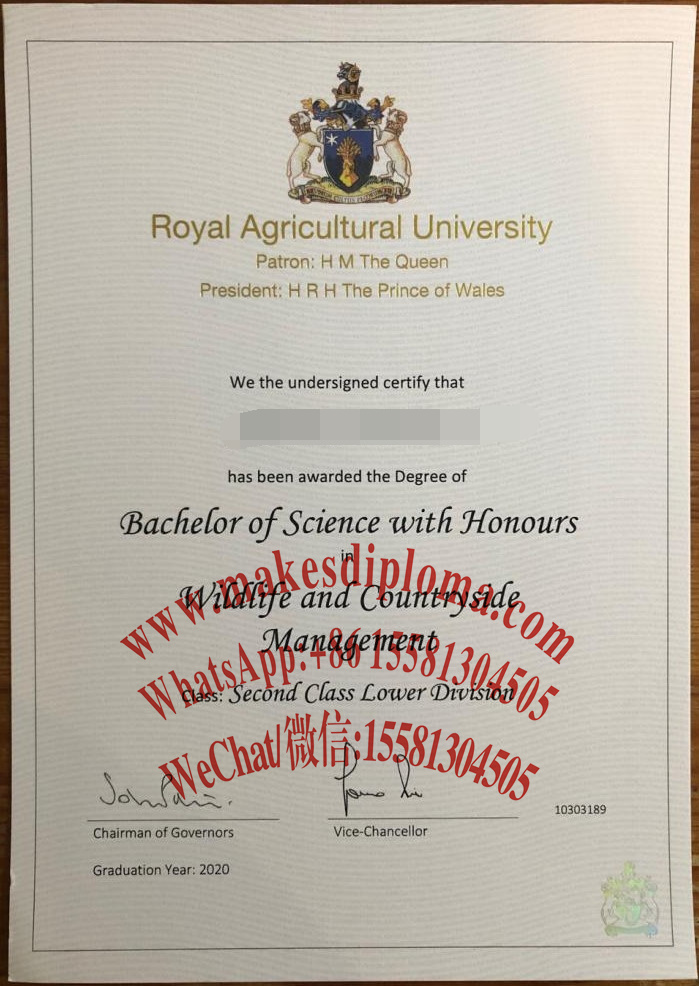 Royal Agricultural University
Patron: H M The Queen
President: H R H The Prince of Wales
We the undersigned certify that
has been awarded the Degree of
Bachelor of Science with Honours
in
www.makesdiploma.com
Wildlife and Countryside
Management
WhatsApp:+86 15581304505
Class: Second Class Lower Division
WeChat/微信:15581304505
10303189
Chairman of Governors
Vice-Chancellor
Graduation Year: 2020